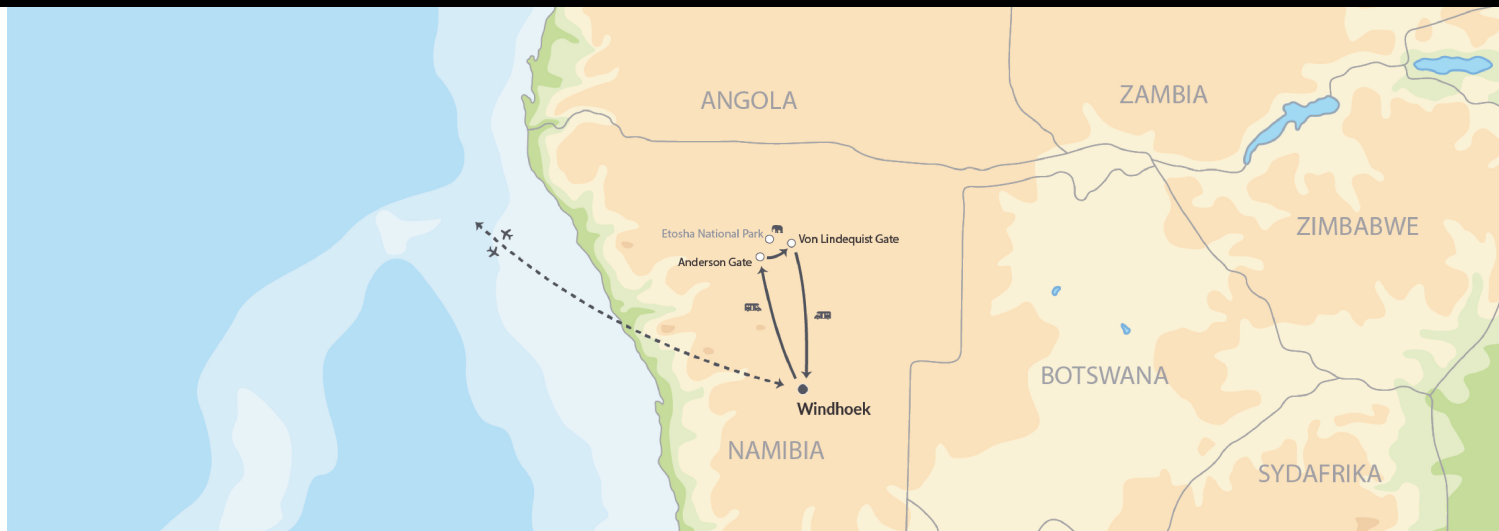 ANGOLA
ZAMBIA
ZIMBABWE
Etosha National Park
Von Lindequist Gate
Anderson Gate
BOTSWANA
Windhoek
NAMIBIA
SYDAFRIKA